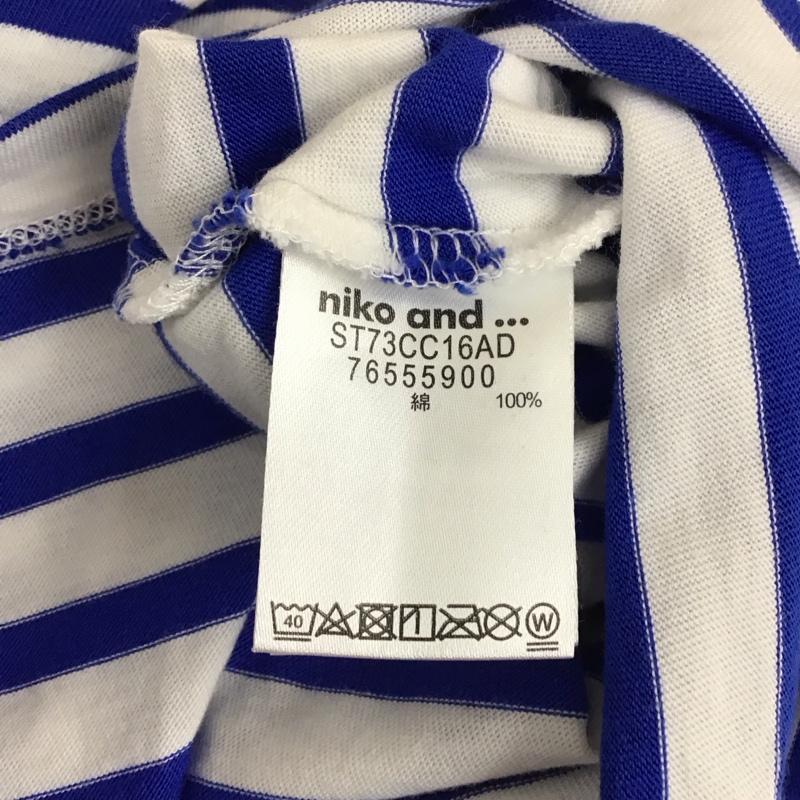 niko and ...
ST73CC16AD
76555900
綿 100%
40 W